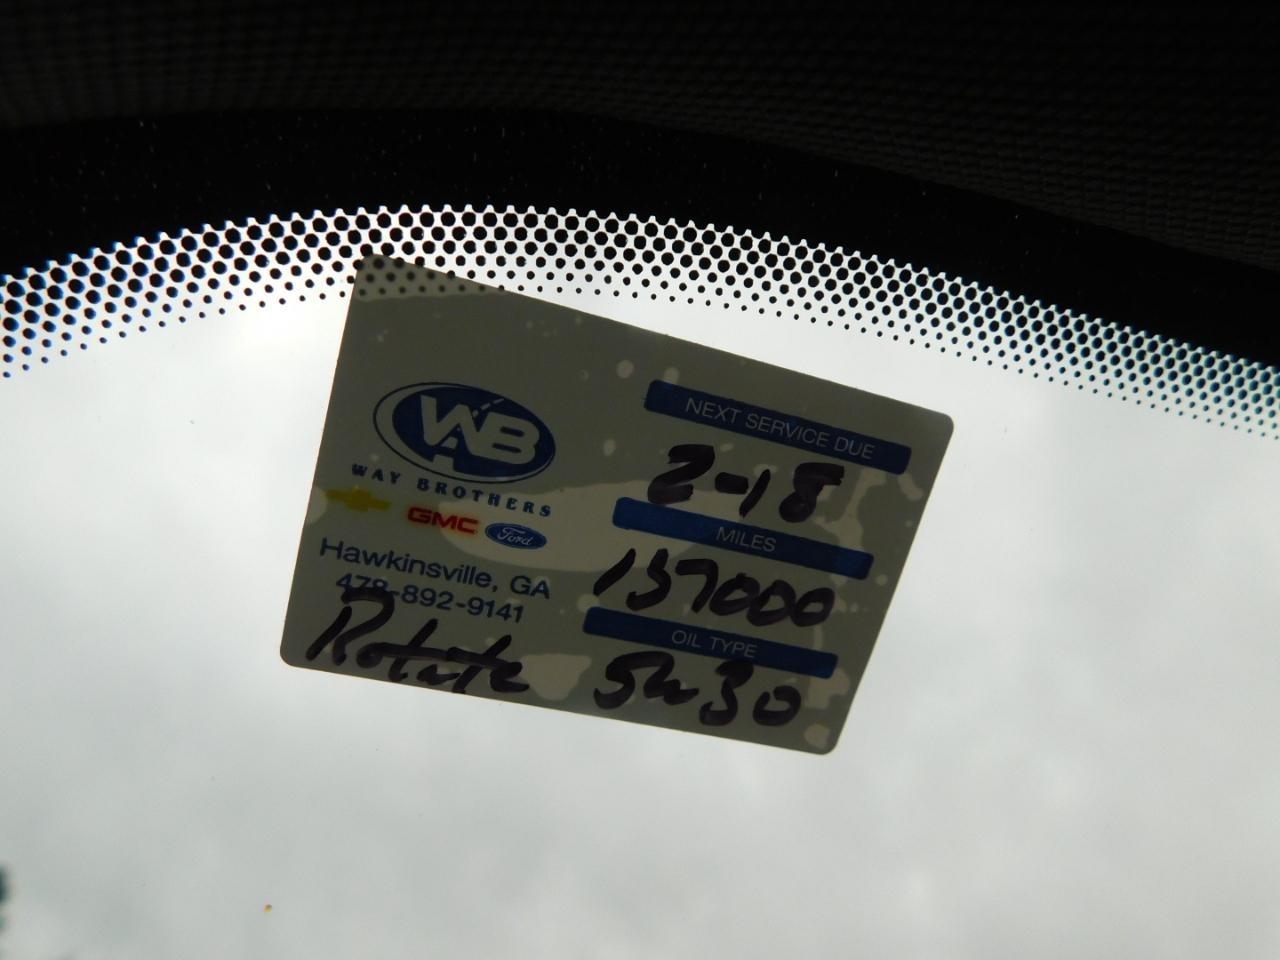 WAB
WAY BROTHERS
GMC Ford
Hawkinsville, GA
478-892-9141
Rotate
NEXT SERVICE DUE
2-18
MILES
137000
OIL TYPE
5w30